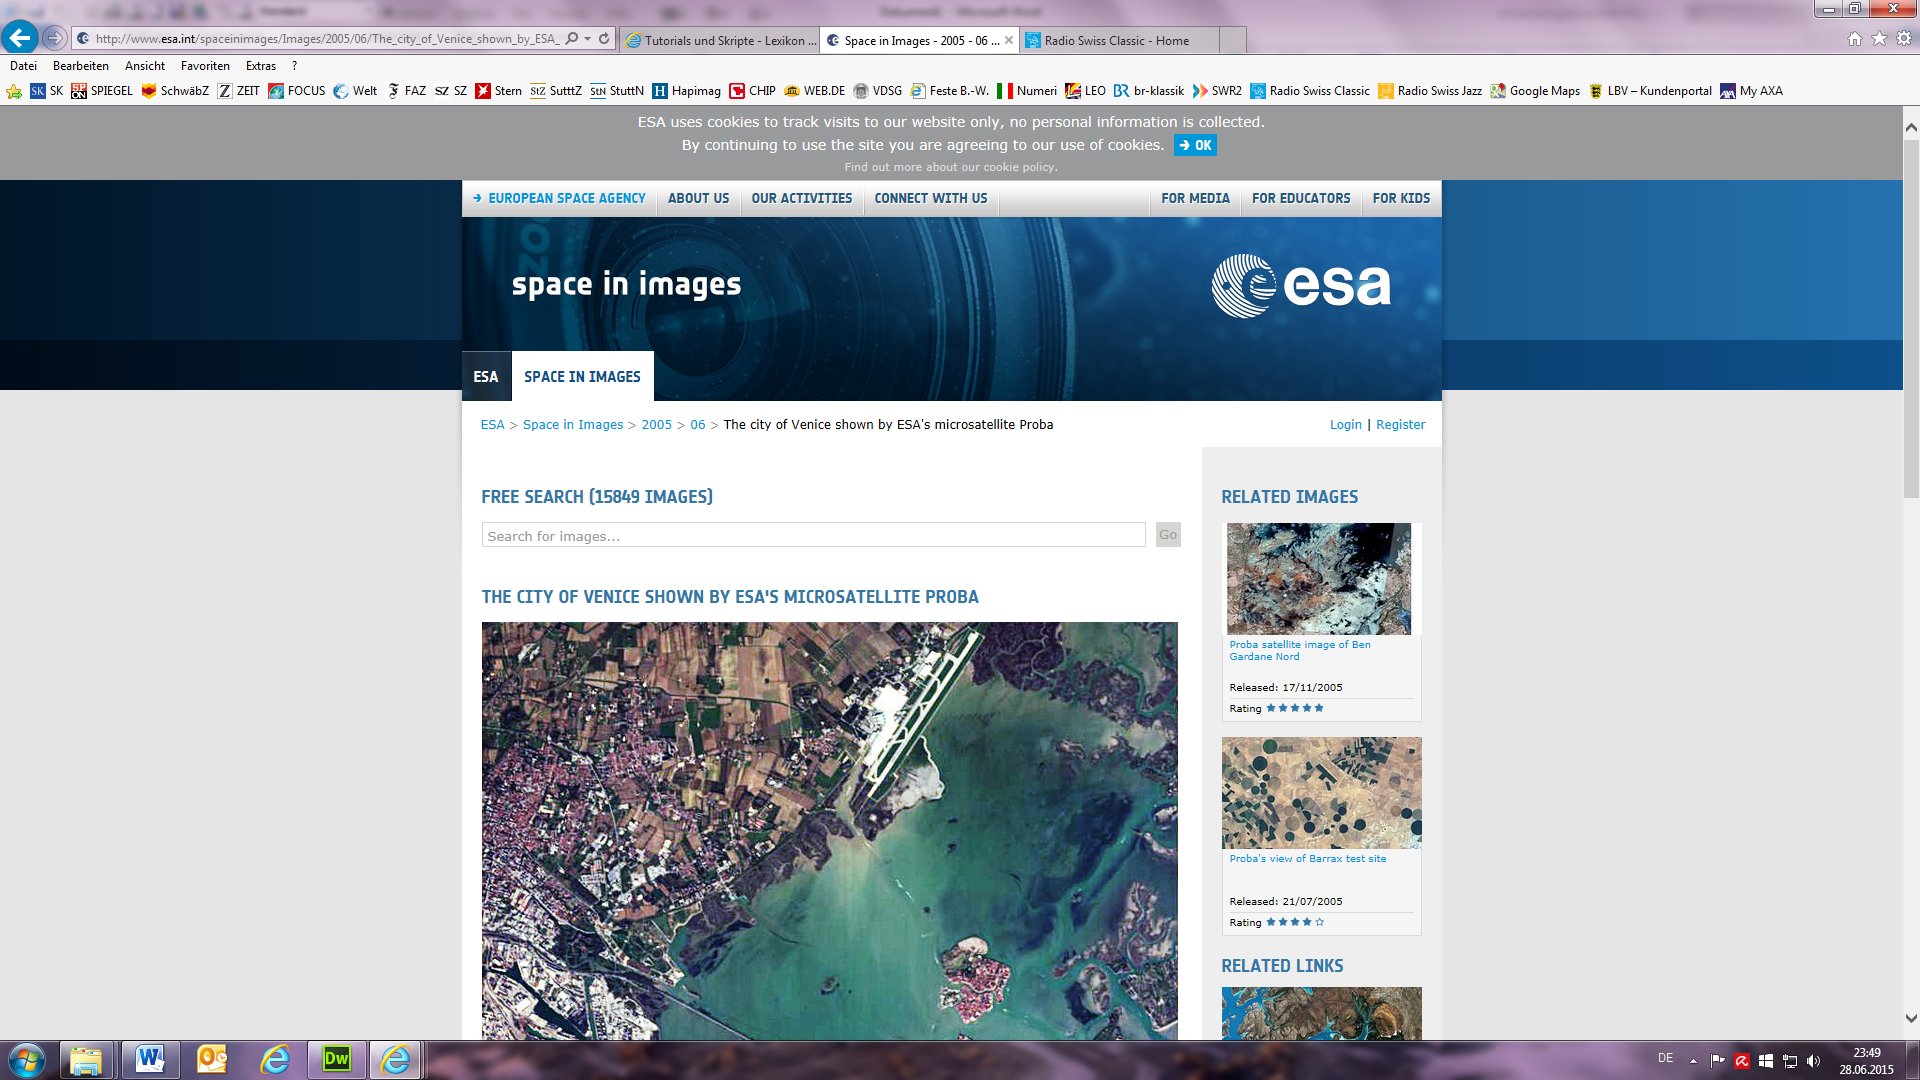 http://www.esa.int/spaceinimages/Images/2005/06/The_city_of_Venice_shown_by_ESA_
Tutorials und Skripte - Lexikon ...
Space in Images - 2005 - 06 ...
Radio Swiss Classic - Home
Datei Bearbeiten Ansicht Favoriten Extras ?
SK SK SPIEGEL SchwäbZ ZEIT FOCUS Welt FAZ SZ SZ Stern StZ SutttZ StN StuttN H Hapimag CHIP WEB.DE VDSG Feste B.-W. Numeri LEO BR br-klassik SWR2 Radio Swiss Classic Radio Swiss Jazz Google Maps LBV – Kundenportal AXA My AXA
ESA uses cookies to track visits to our website only, no personal information is collected.
By continuing to use the site you are agreeing to our use of cookies. OK
Find out more about our cookie policy.
EUROPEAN SPACE AGENCY ABOUT US OUR ACTIVITIES CONNECT WITH US FOR MEDIA FOR EDUCATORS FOR KIDS
space in images
esa
ESA SPACE IN IMAGES
ESA > Space in Images > 2005 > 06 > The city of Venice shown by ESA's microsatellite Proba
Login | Register
FREE SEARCH (15849 IMAGES)
Search for images...
Go
THE CITY OF VENICE SHOWN BY ESA'S MICROSATELLITE PROBA
RELATED IMAGES
Proba satellite image of Ben
Gardane Nord
Released: 17/11/2005
Rating
Proba's view of Barrax test site
Released: 21/07/2005
Rating
RELATED LINKS
W
Dw
DE
23:49
28.06.2015